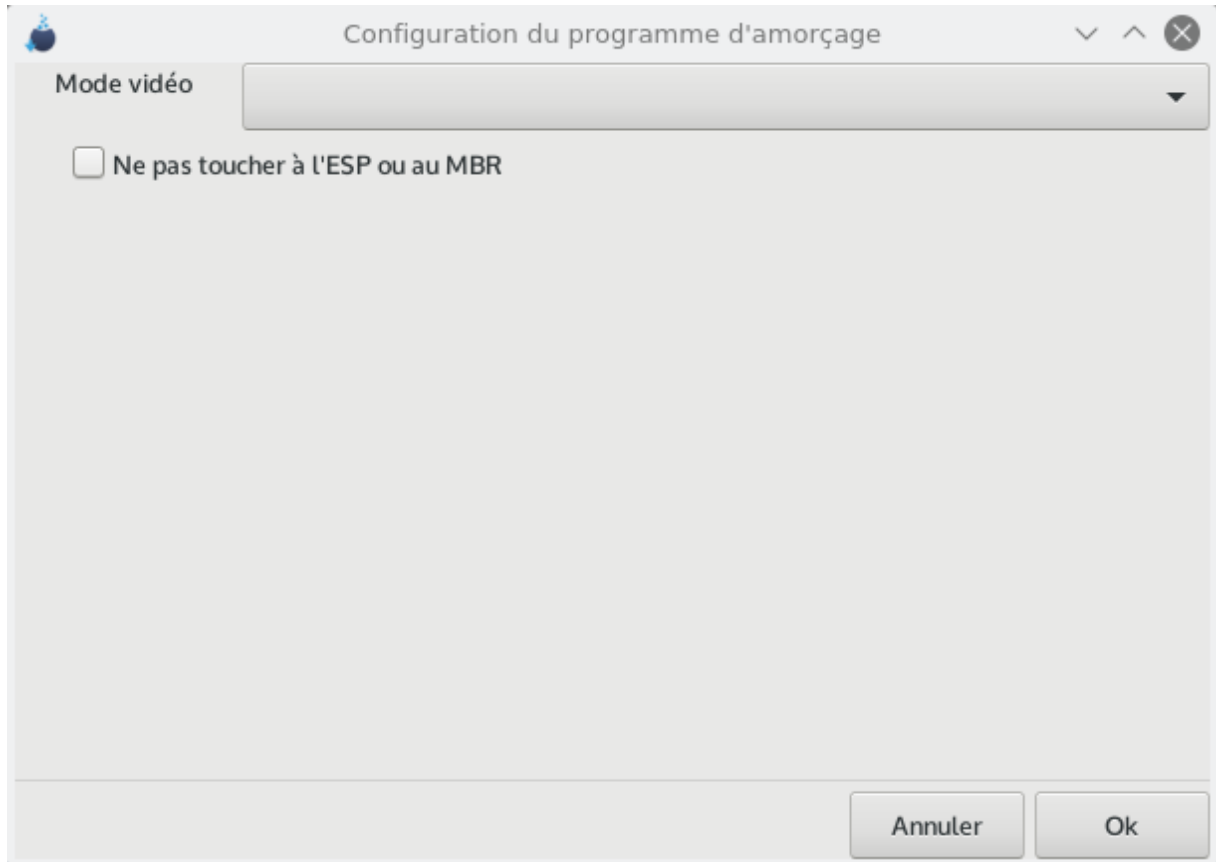 Configuration du programme d'amorçage
Mode vidéo
Ne pas toucher à l'ESP ou au MBR
Annuler
Ok